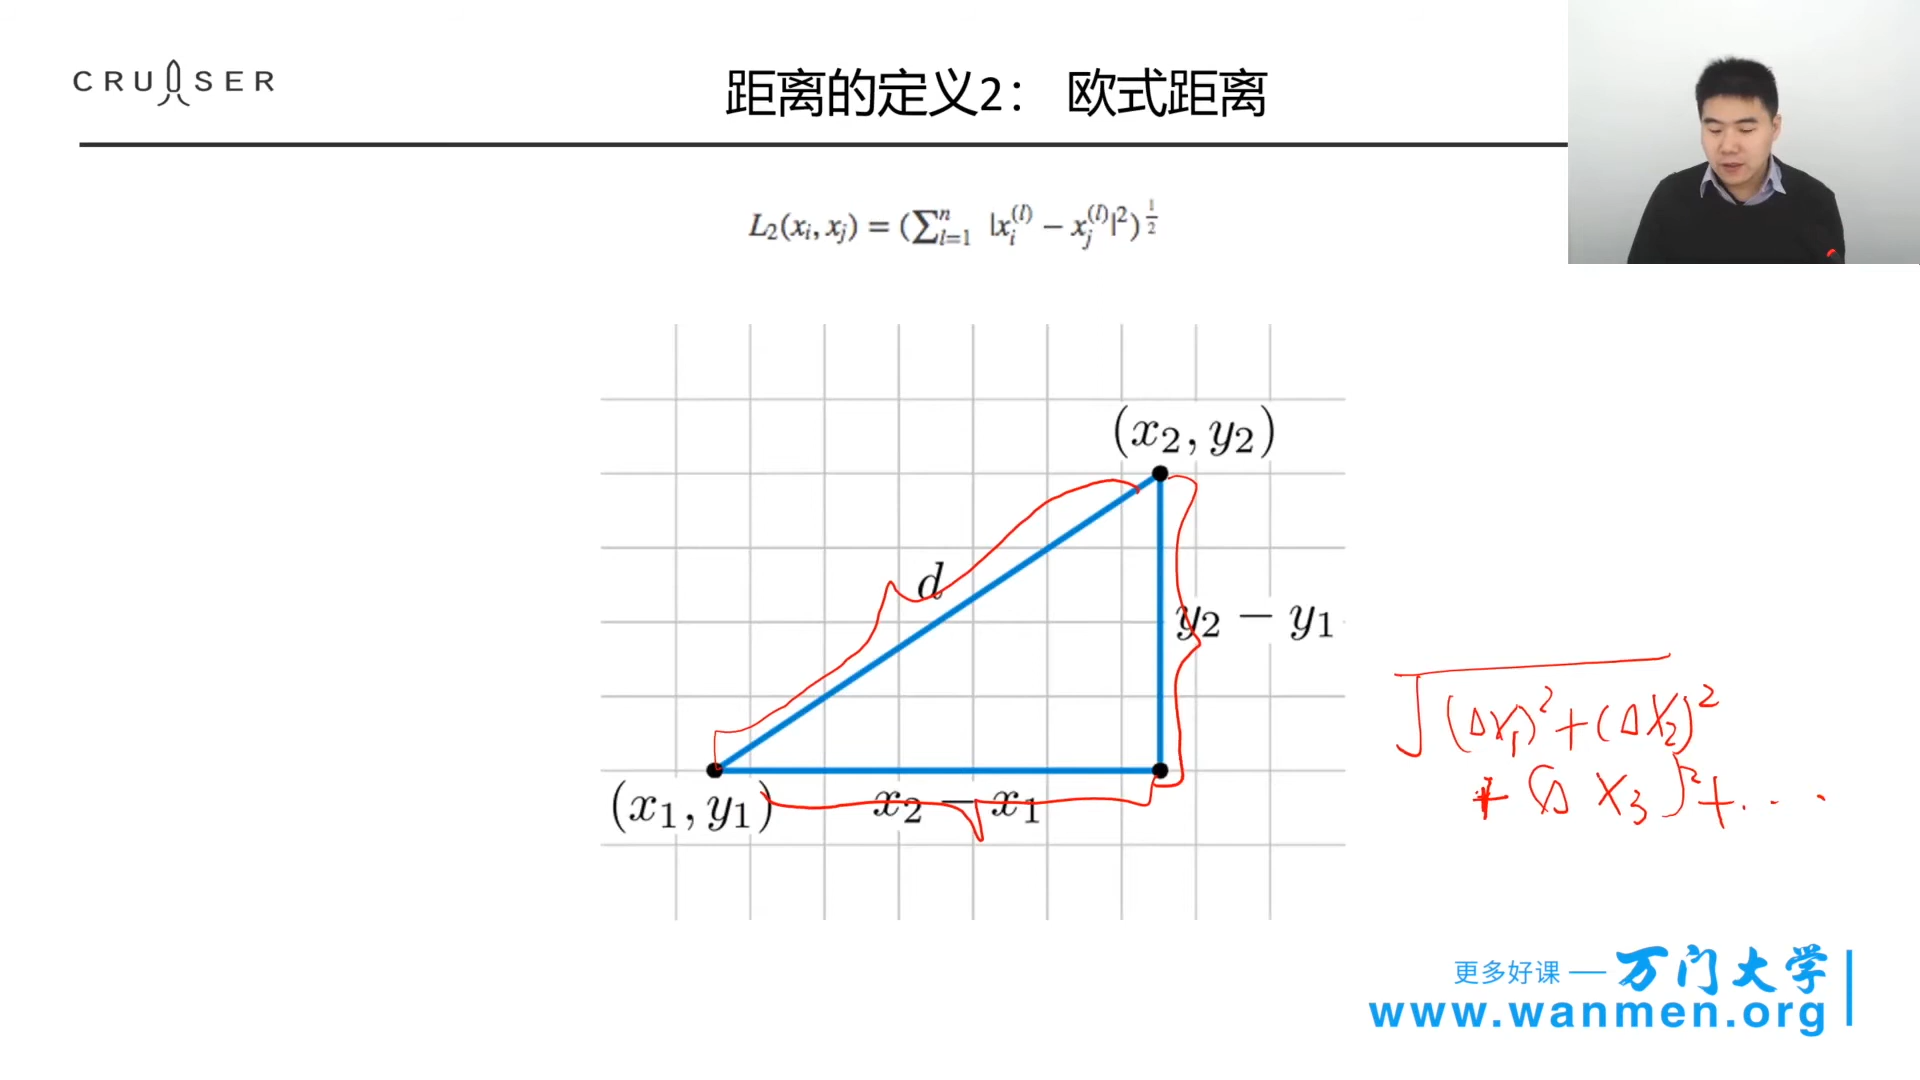 CRUISER
距离的定义2： 欧式距离
L₂(xᵢ, xⱼ) = (∑ⁿₗ₌₁ |xᵢ⁽ˡ⁾ − xⱼ⁽ˡ⁾|²)^½
(x₂, y₂)
d
y₂ − y₁
(x₁, y₁)
x₂ − x₁
√(ΔX₁)² + (ΔX₂)²
+ (ΔX₃)² + ...
更多好课 — 万门大学
www.wanmen.org